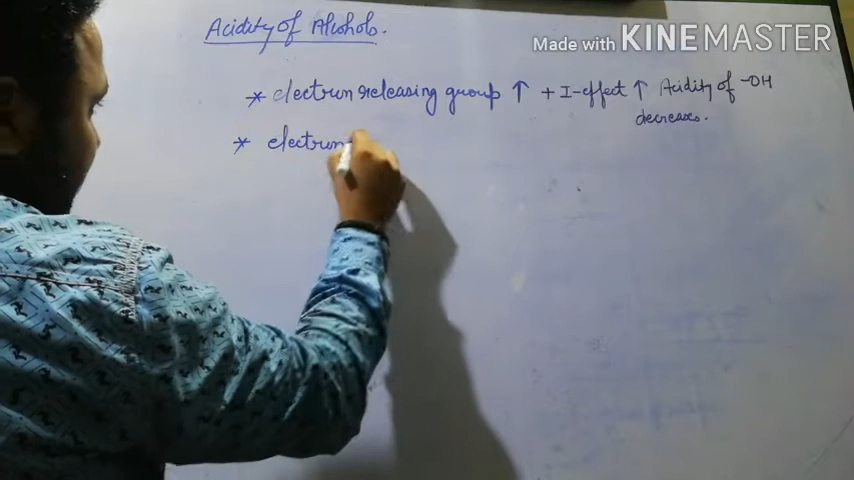 Acidity of Alcohols.
Made with KINEMASTER
* electron releasing group ↑ + I-effect ↑ Acidity of -OH
decreases.
* electron